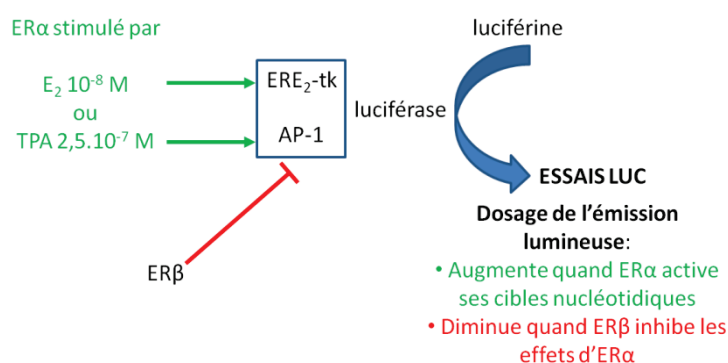 ERα stimulé par
E₂ 10⁻⁸ M
ou
TPA 2,5.10⁻⁷ M
ERE₂-tk
AP-1
ERβ
luciférine
luciférase
ESSAIS LUC
Dosage de l’émission
lumineuse:
• Augmente quand ERα active
ses cibles nucléotidiques
• Diminue quand ERβ inhibe les
effets d’ERα